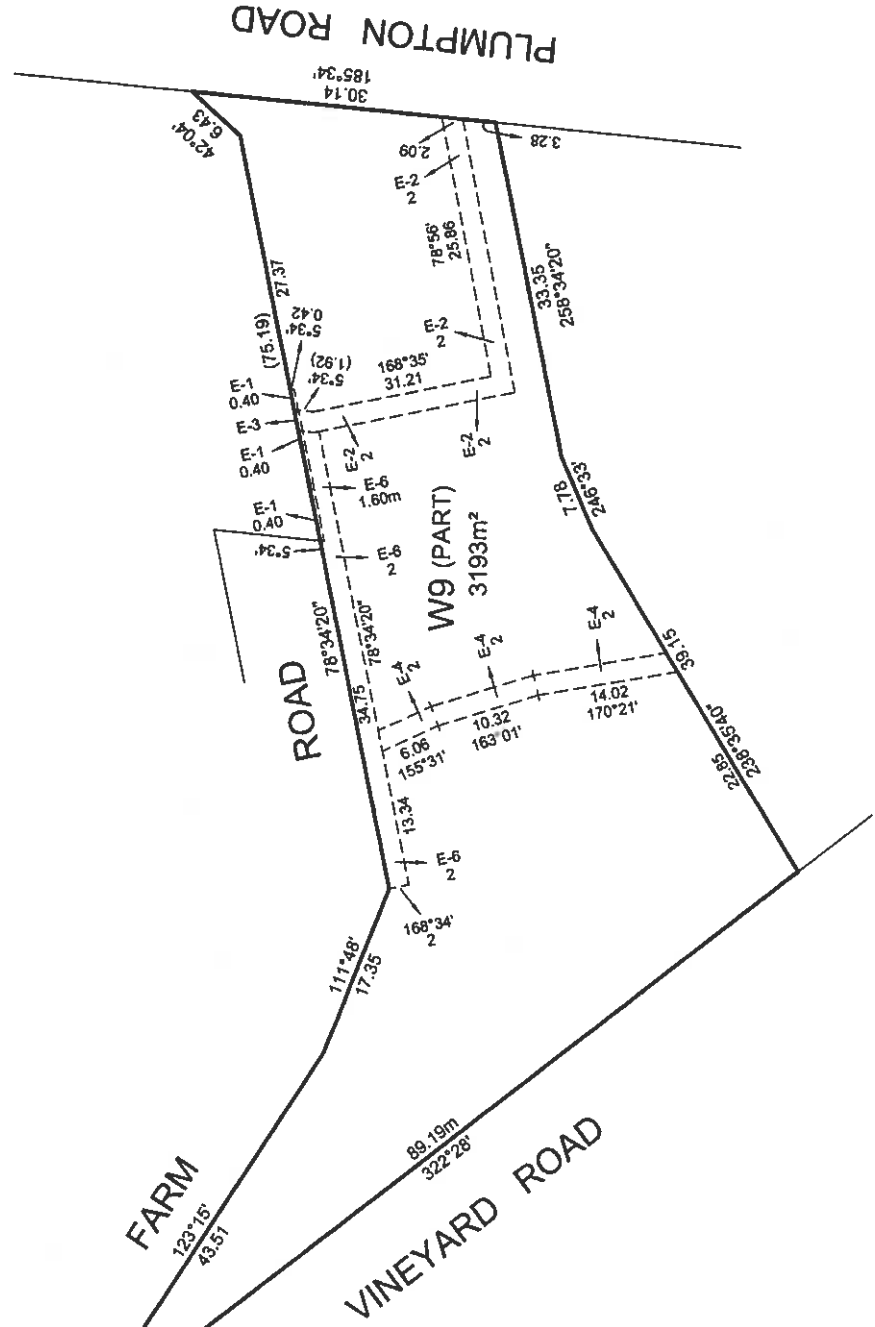 PLUMPTON ROAD
185°34'
30.14
42°04'
6.43
2.09
3.28
E-2
2
78°56'
25.86
27.37
(75.19)
33.35
258°34'20"
5°34'
0.42
E-2
2
5°34'
(1.92)
168°35'
31.21
E-1
0.40
E-3
E-1
0.40
E-2
2
E-2
2
E-6
1.60m
E-1
0.40
5°34'
7.78
246°33'
E-6
2
W9 (PART)
3193m²
78°34'20"
78°34'20"
34.75
ROAD
E-4
2
E-4
2
E-4
2
39.15
6.06
155°31'
10.32
163°01'
14.02
170°21'
13.34
22.85
238°35'40"
E-6
2
168°34'
2
111°48'
17.35
89.19m
322°28'
FARM
123°15'
43.51
VINEYARD ROAD